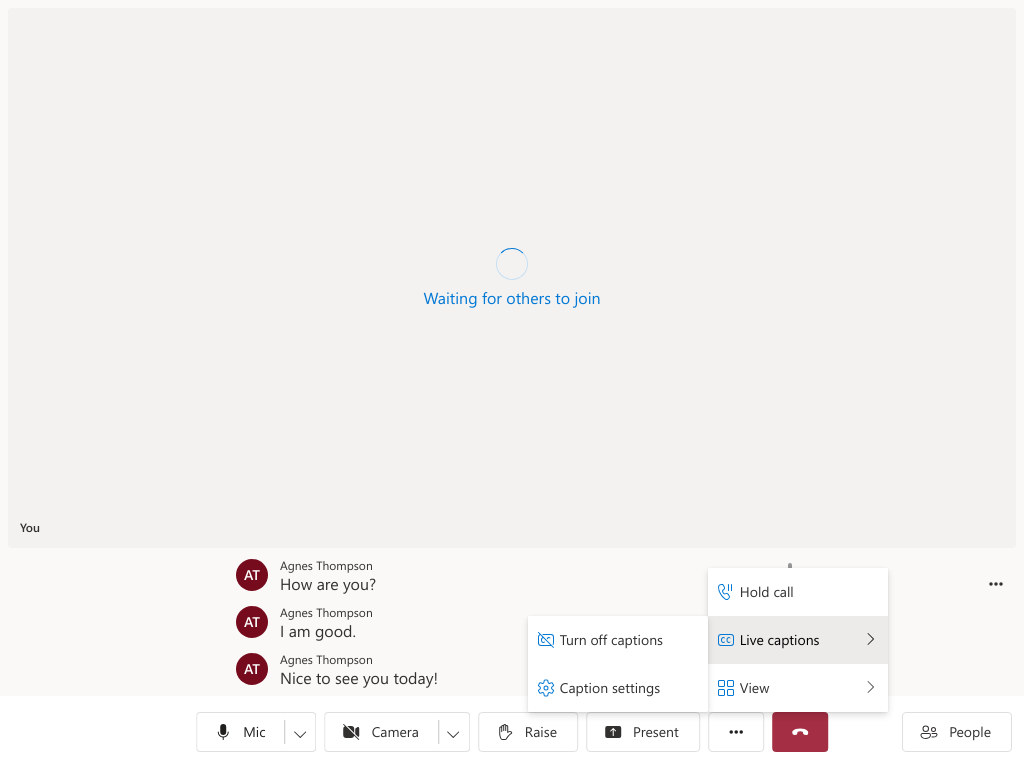 Waiting for others to join
You
AT
Agnes Thompson
How are you?
AT
Agnes Thompson
I am good.
AT
Agnes Thompson
Nice to see you today!
Hold call
Turn off captions
CC Live captions
Caption settings
View
Mic
Camera
Raise
Present
People